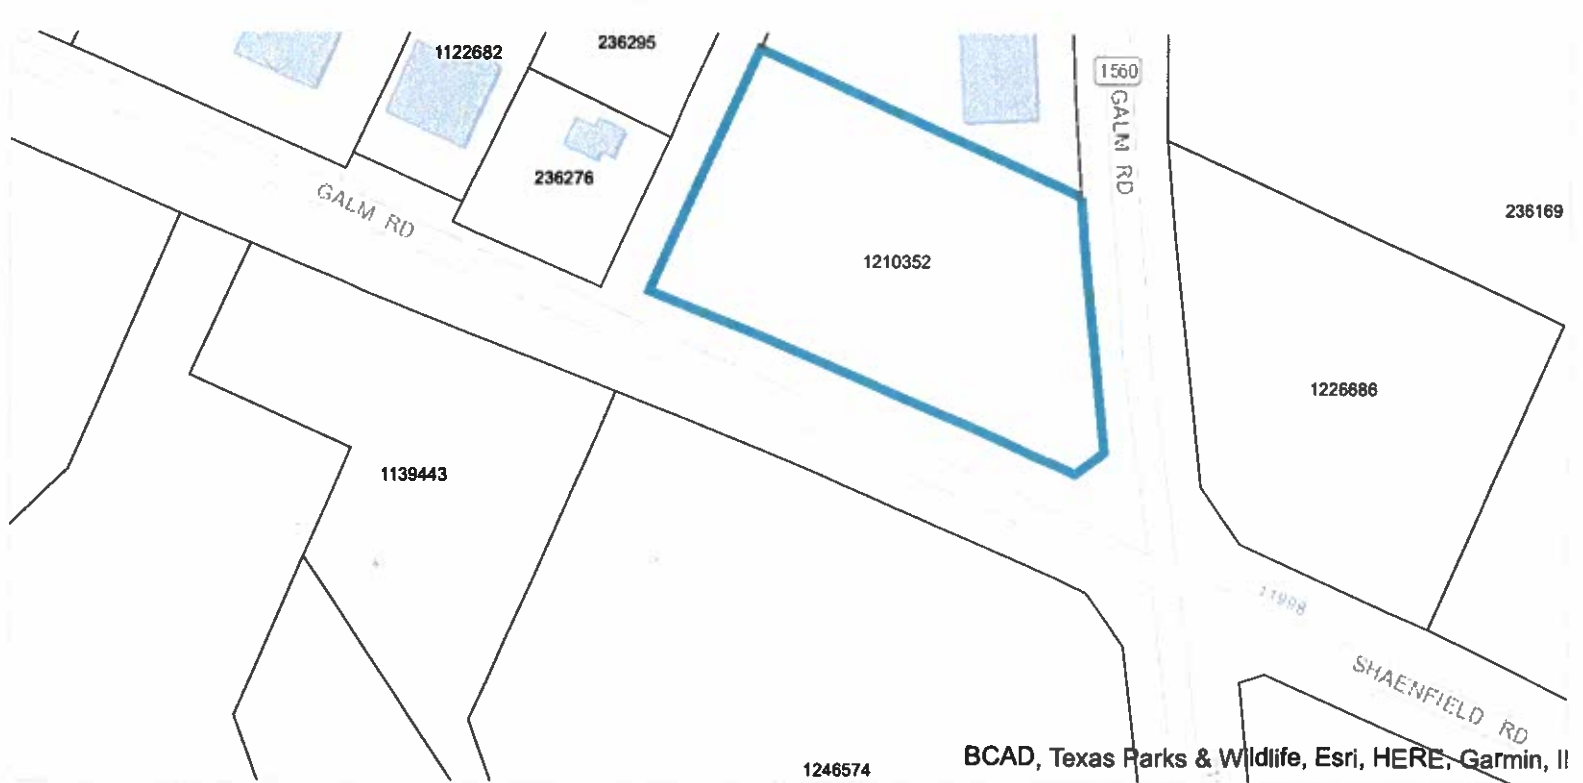 236295
1122682
1560
GALM RD
236276
GALM RD
236169
1210352
1226686
1139443
11998
SHAENFIELD RD
BCAD, Texas Parks & Wildlife, Esri, HERE, Garmin,
1246574